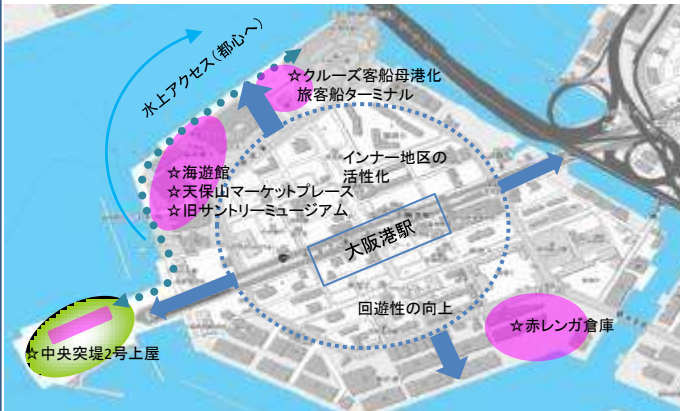 水上アクセス(都心へ)
☆クルーズ客船母港化
旅客船ターミナル
インナー地区の
活性化
☆海遊館
☆天保山マーケットプレース
☆旧サントリーミュージアム
大阪港駅
回遊性の向上
☆赤レンガ倉庫
☆中央突堤2号上屋